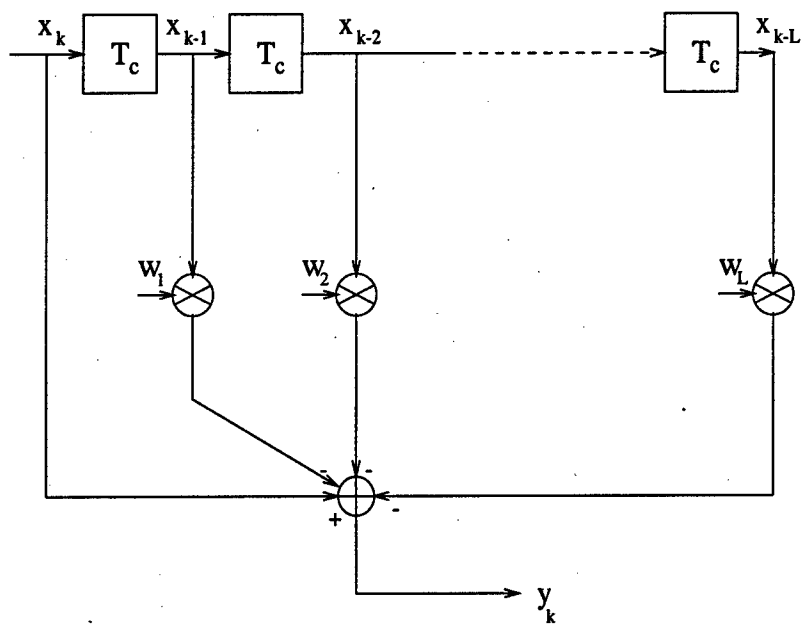 x_k x_{k-1} x_{k-2} x_{k-L}
T_c T_c T_c
W_1 W_2 W_L
- -
+ -
y_k